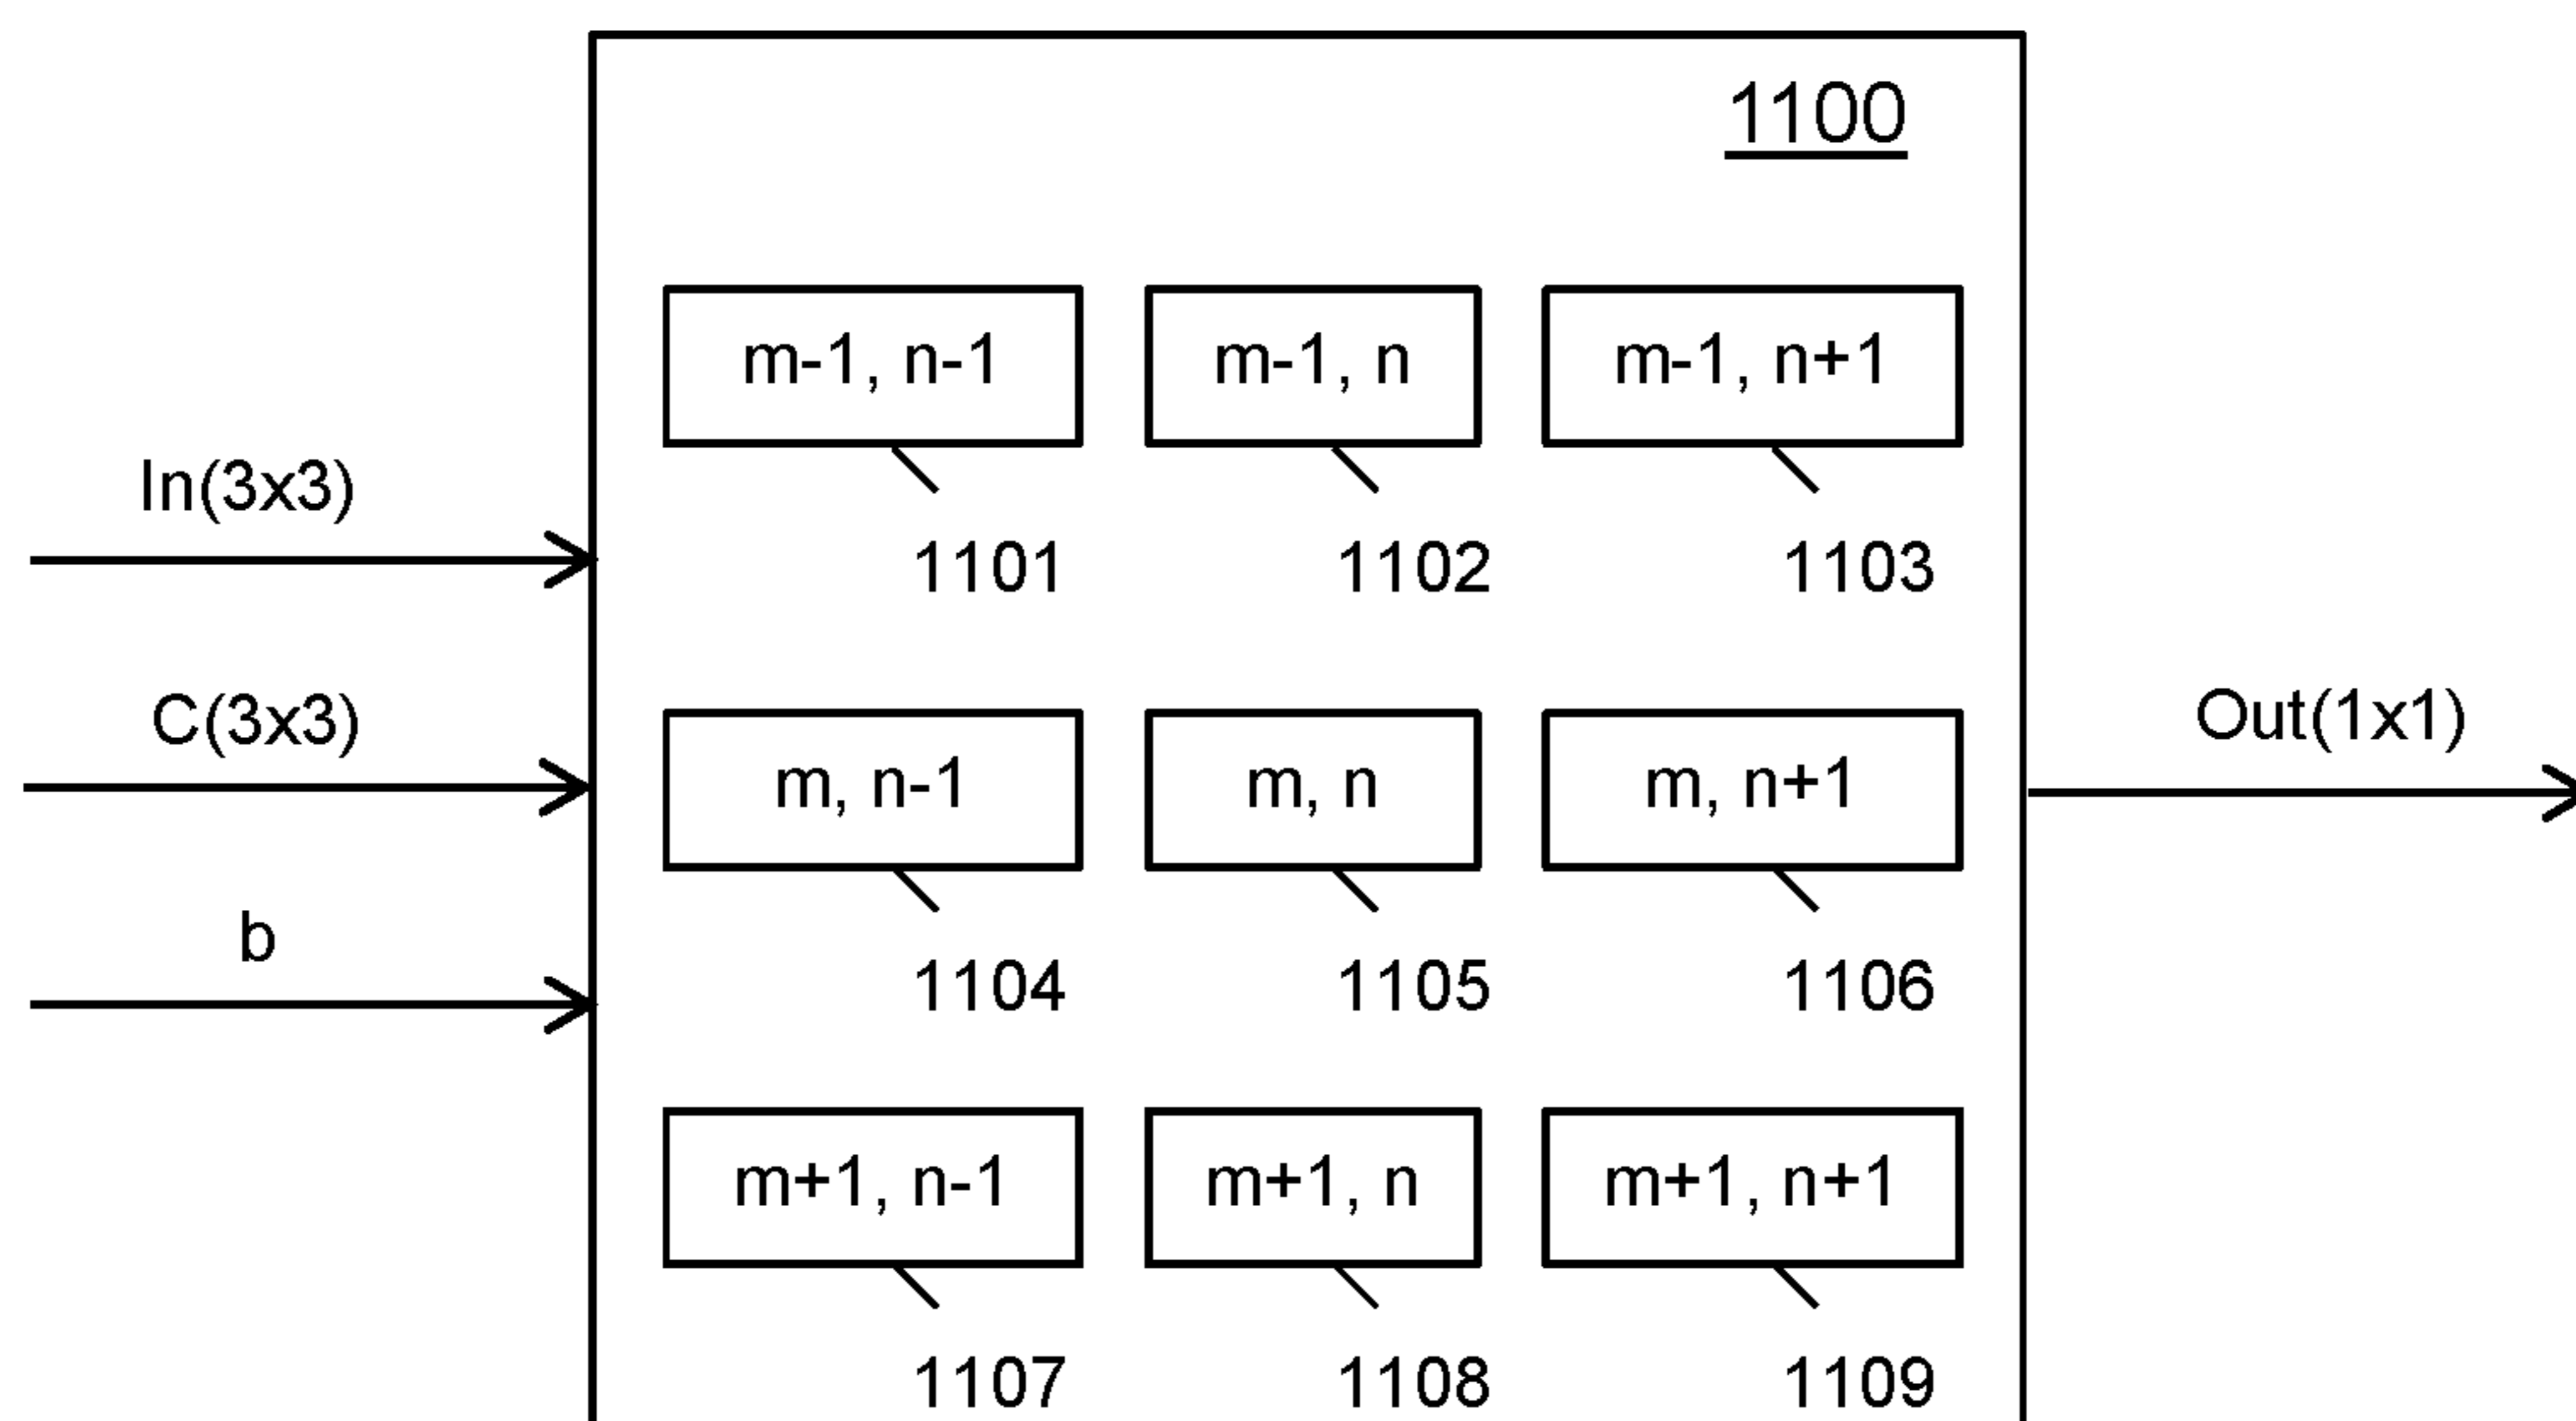 1100
m-1, n-1
m-1, n
m-1, n+1
In(3x3)
1101
1102
1103
C(3x3)
m, n-1
m, n
m, n+1
Out(1x1)
b
1104
1105
1106
m+1, n-1
m+1, n
m+1, n+1
1107
1108
1109